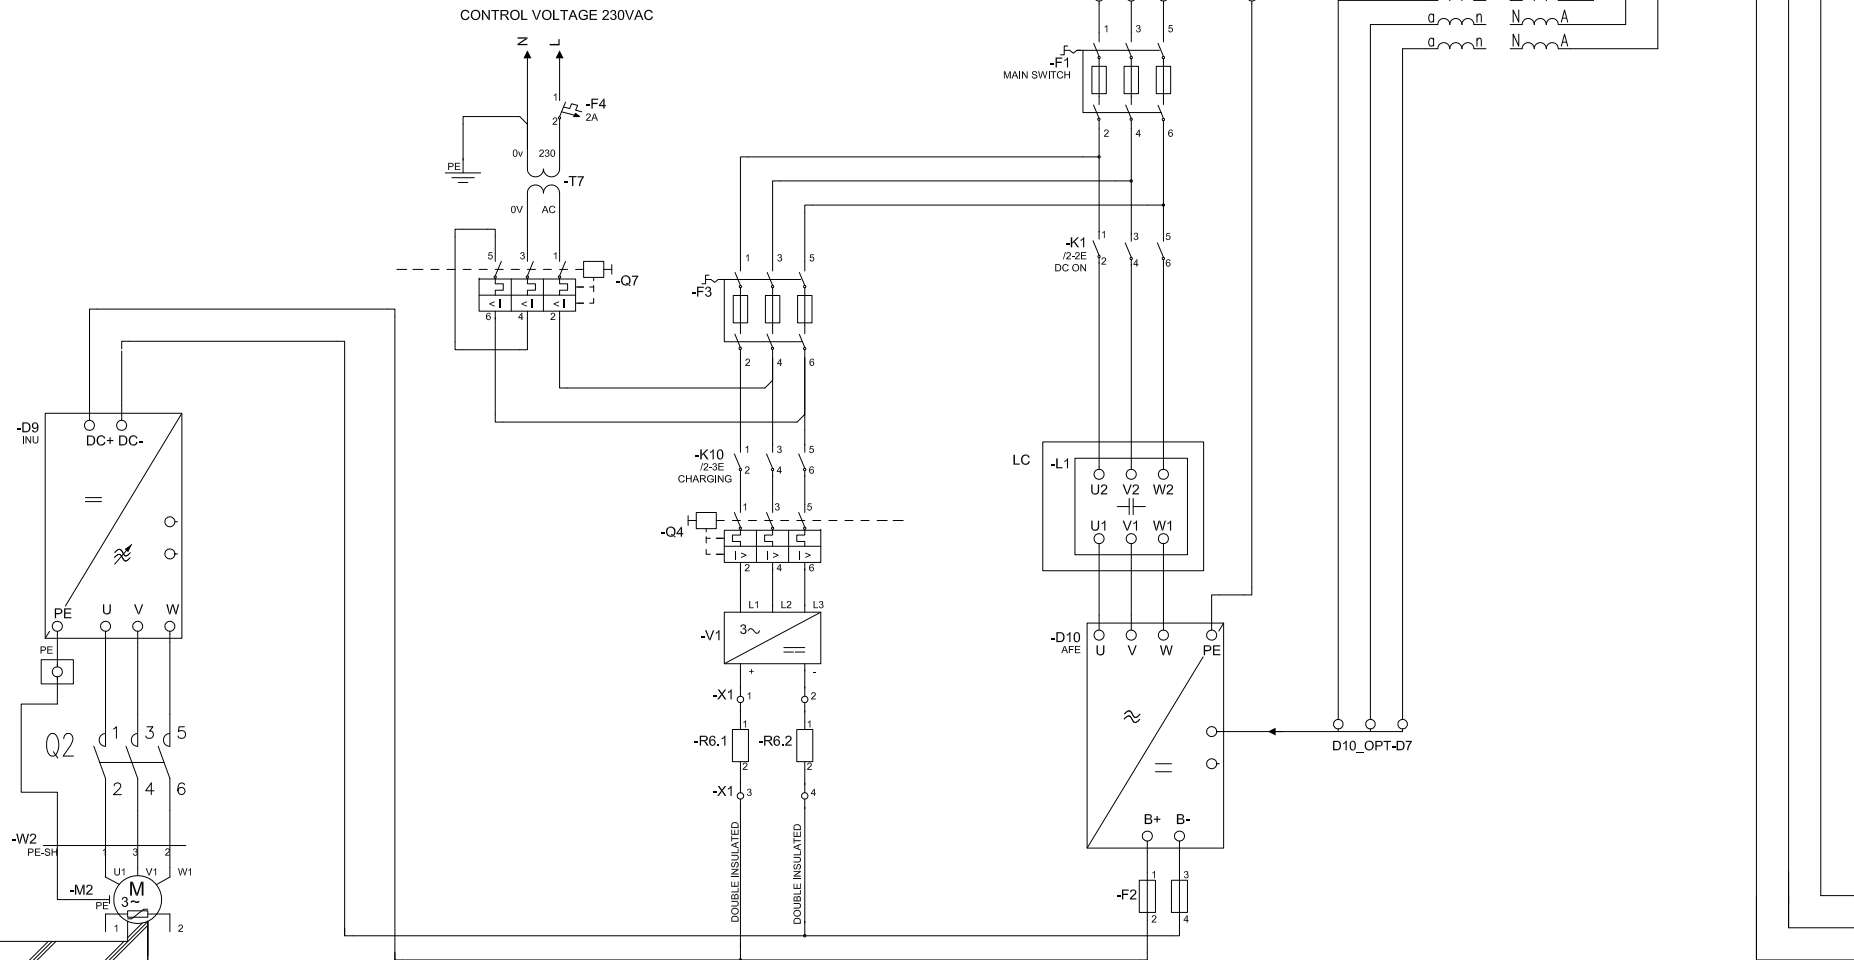 CONTROL VOLTAGE 230VAC
N L
a n N A
a n N A
1 3 5
-F1
MAIN SWITCH
2 4 6
1
-F4
2A
2
0v 230
PE
-T7
0V AC
5 3 1
-Q7
< I < I < I
6 4 2
1 3 5
-K1
/2-2E
DC ON
2 4 6
1 3 5
-F3
2 4 6
-D9
INU
DC+ DC-
PE U V W
PE
1 3 5
-K10
/2-3E
CHARGING
2 4 6
1 3 5
-Q4
I > I > I >
2 4 6
L1 L2 L3
-V1
3~
+ -
-X1 1 2
1 1
-R6.1 -R6.2
2 2
-X1 3 4
DOUBLE INSULATED
DOUBLE INSULATED
LC
-L1
U2 V2 W2
U1 V1 W1
-D10
AFE
U V W PE
D10_OPT-D7
B+ B-
1 3
-F2
2 4
Q2
1 3 5
2 4 6
-W2
PE-SH
1 3 2
U1 V1 W1
-M2
PE
M
3~
1 2